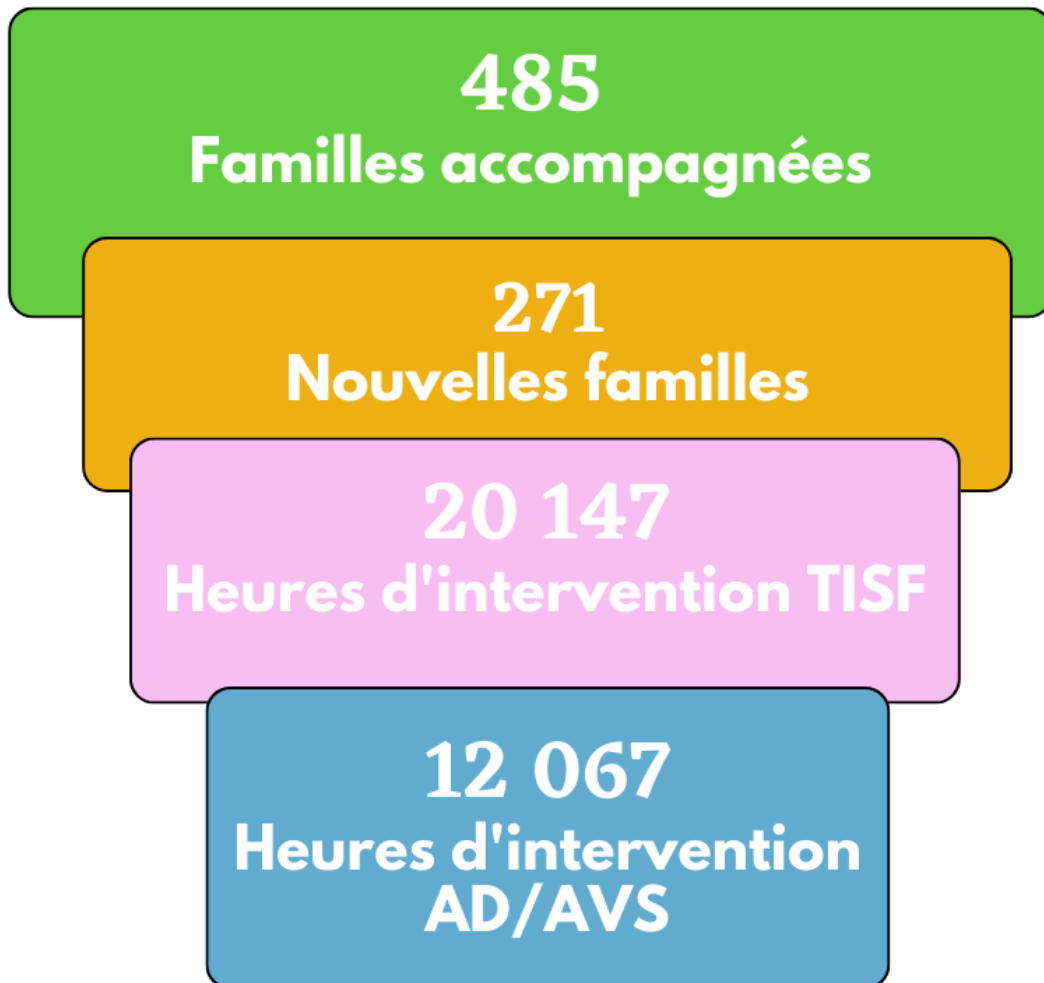 485
Familles accompagnées
271
Nouvelles familles
20 147
Heures d'intervention TISF
12 067
Heures d'intervention
AD/AVS